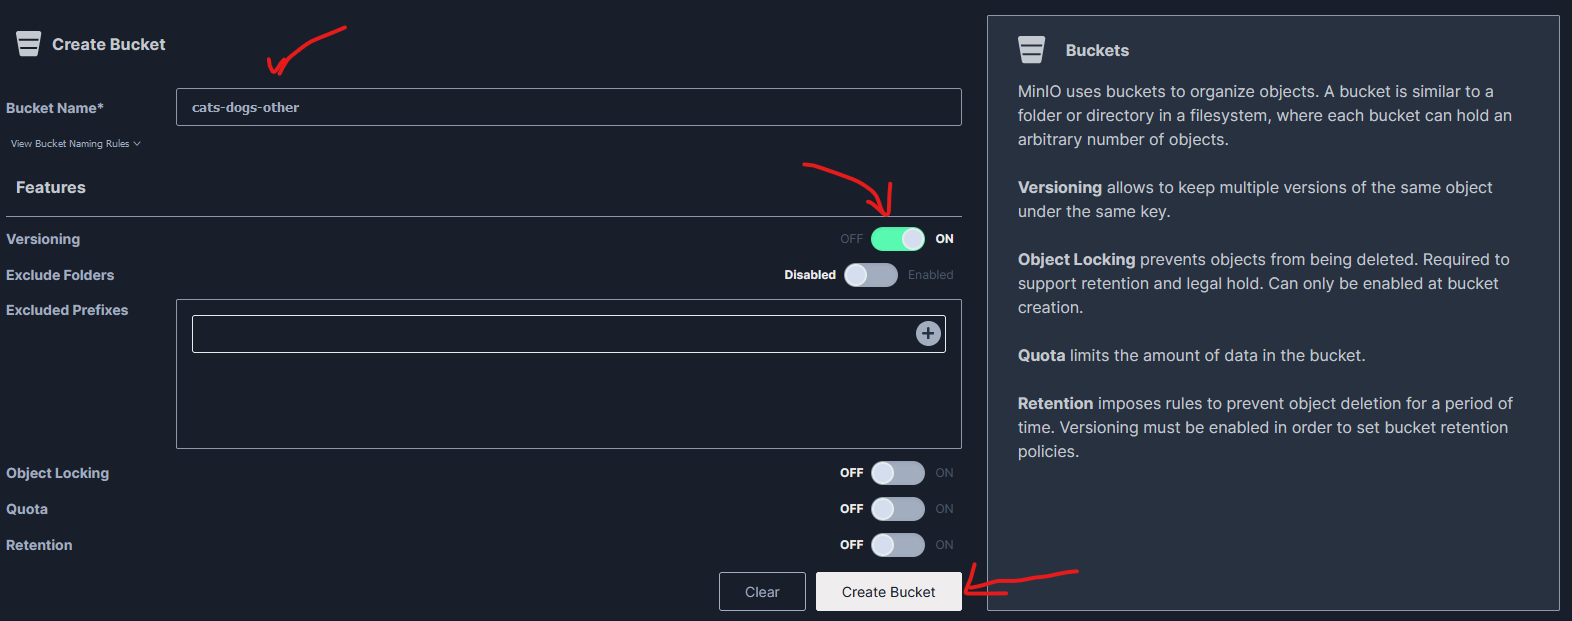 Create Bucket
Bucket Name*
cats-dogs-other
View Bucket Naming Rules
Features
Versioning
OFF ON
Exclude Folders
Disabled Enabled
Excluded Prefixes
+
Object Locking
OFF ON
Quota
OFF ON
Retention
OFF ON
Clear
Create Bucket
Buckets
MinIO uses buckets to organize objects. A bucket is similar to a
folder or directory in a filesystem, where each bucket can hold an
arbitrary number of objects.
Versioning allows to keep multiple versions of the same object
under the same key.
Object Locking prevents objects from being deleted. Required to
support retention and legal hold. Can only be enabled at bucket
creation.
Quota limits the amount of data in the bucket.
Retention imposes rules to prevent object deletion for a period of
time. Versioning must be enabled in order to set bucket retention
policies.